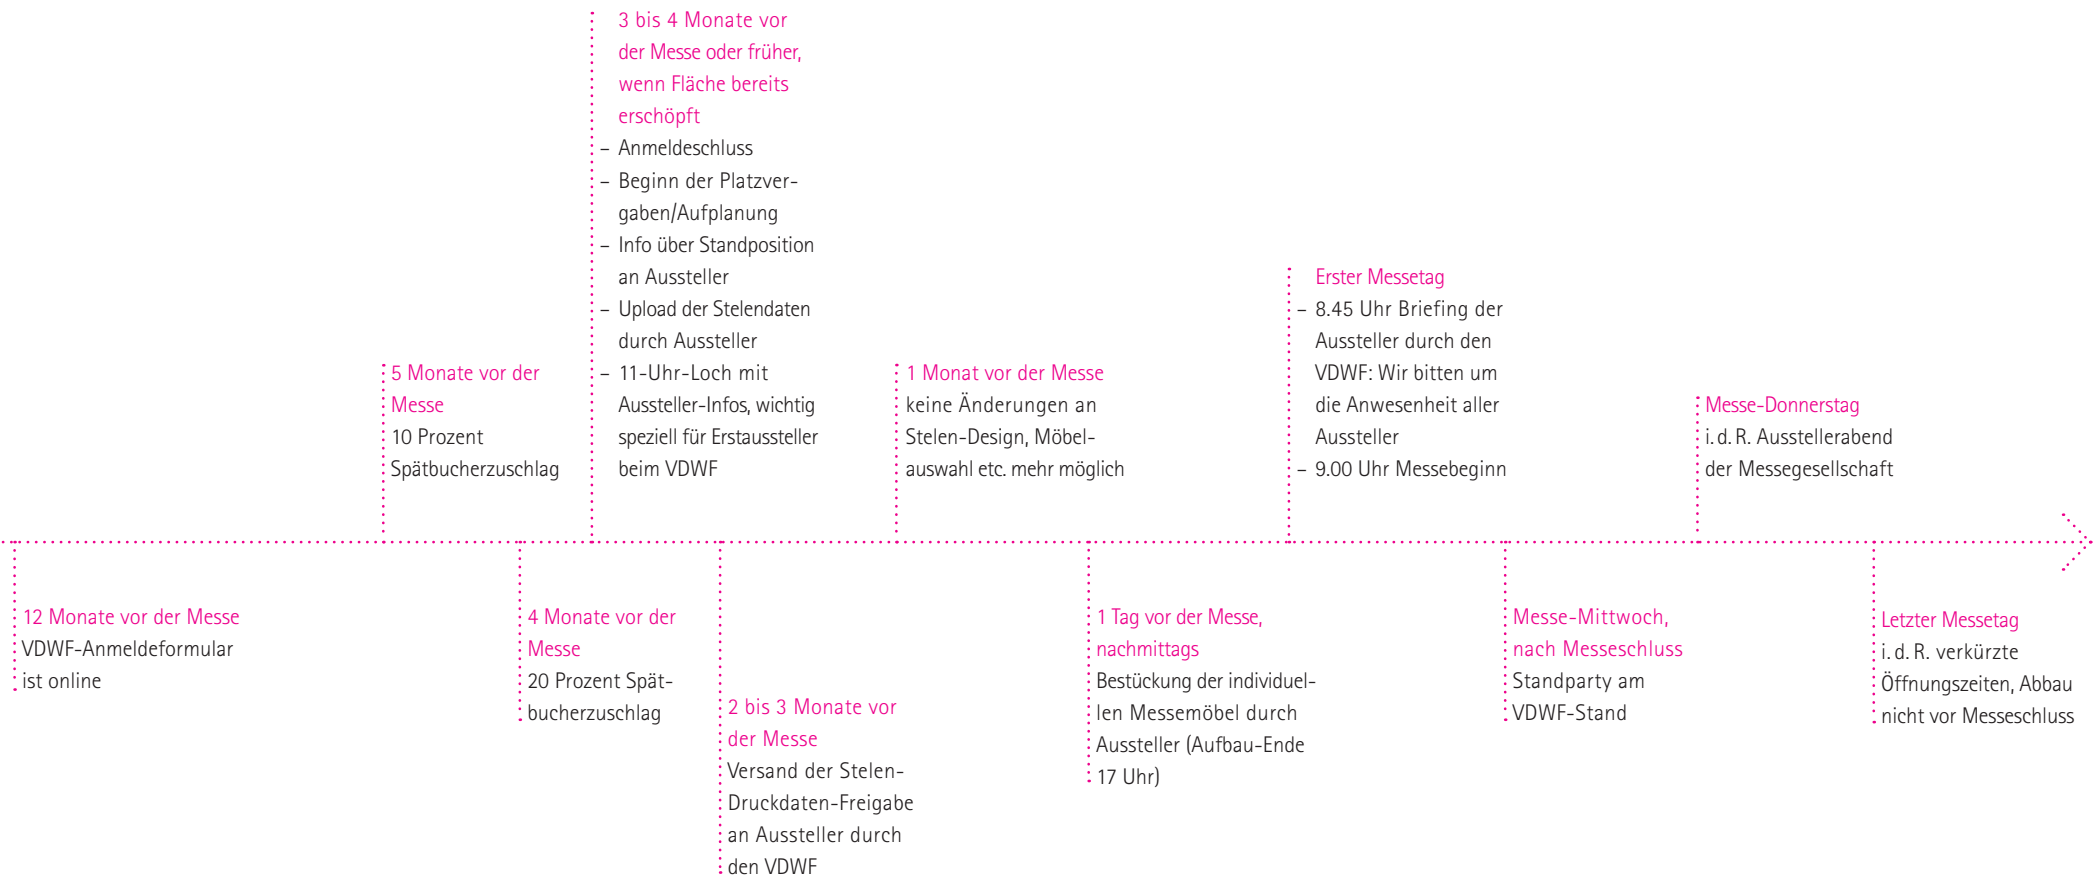 3 bis 4 Monate vor
der Messe oder früher,
wenn Fläche bereits
erschöpft
– Anmeldeschluss
– Beginn der Platzver-
gaben/Aufplanung
– Info über Standposition
an Aussteller
– Upload der Stelendaten
durch Aussteller
– 11-Uhr-Loch mit
Aussteller-Infos, wichtig
speziell für Erstaussteller
beim VDWF
5 Monate vor der
Messe
10 Prozent
Spätbucherzuschlag
1 Monat vor der Messe
keine Änderungen an
Stelen-Design, Möbel-
auswahl etc. mehr möglich
Erster Messetag
– 8.45 Uhr Briefing der
Aussteller durch den
VDWF: Wir bitten um
die Anwesenheit aller
Aussteller
– 9.00 Uhr Messebeginn
Messe-Donnerstag
i. d. R. Ausstellerabend
der Messegesellschaft
12 Monate vor der Messe
VDWF-Anmeldeformular
ist online
4 Monate vor der
Messe
20 Prozent Spät-
bucherzuschlag
2 bis 3 Monate vor
der Messe
Versand der Stelen-
Druckdaten-Freigabe
an Aussteller durch
den VDWF
1 Tag vor der Messe,
nachmittags
Bestückung der individuel-
len Messemöbel durch
Aussteller (Aufbau-Ende
17 Uhr)
Messe-Mittwoch,
nach Messeschluss
Standparty am
VDWF-Stand
Letzter Messetag
i. d. R. verkürzte
Öffnungszeiten, Abbau
nicht vor Messeschluss